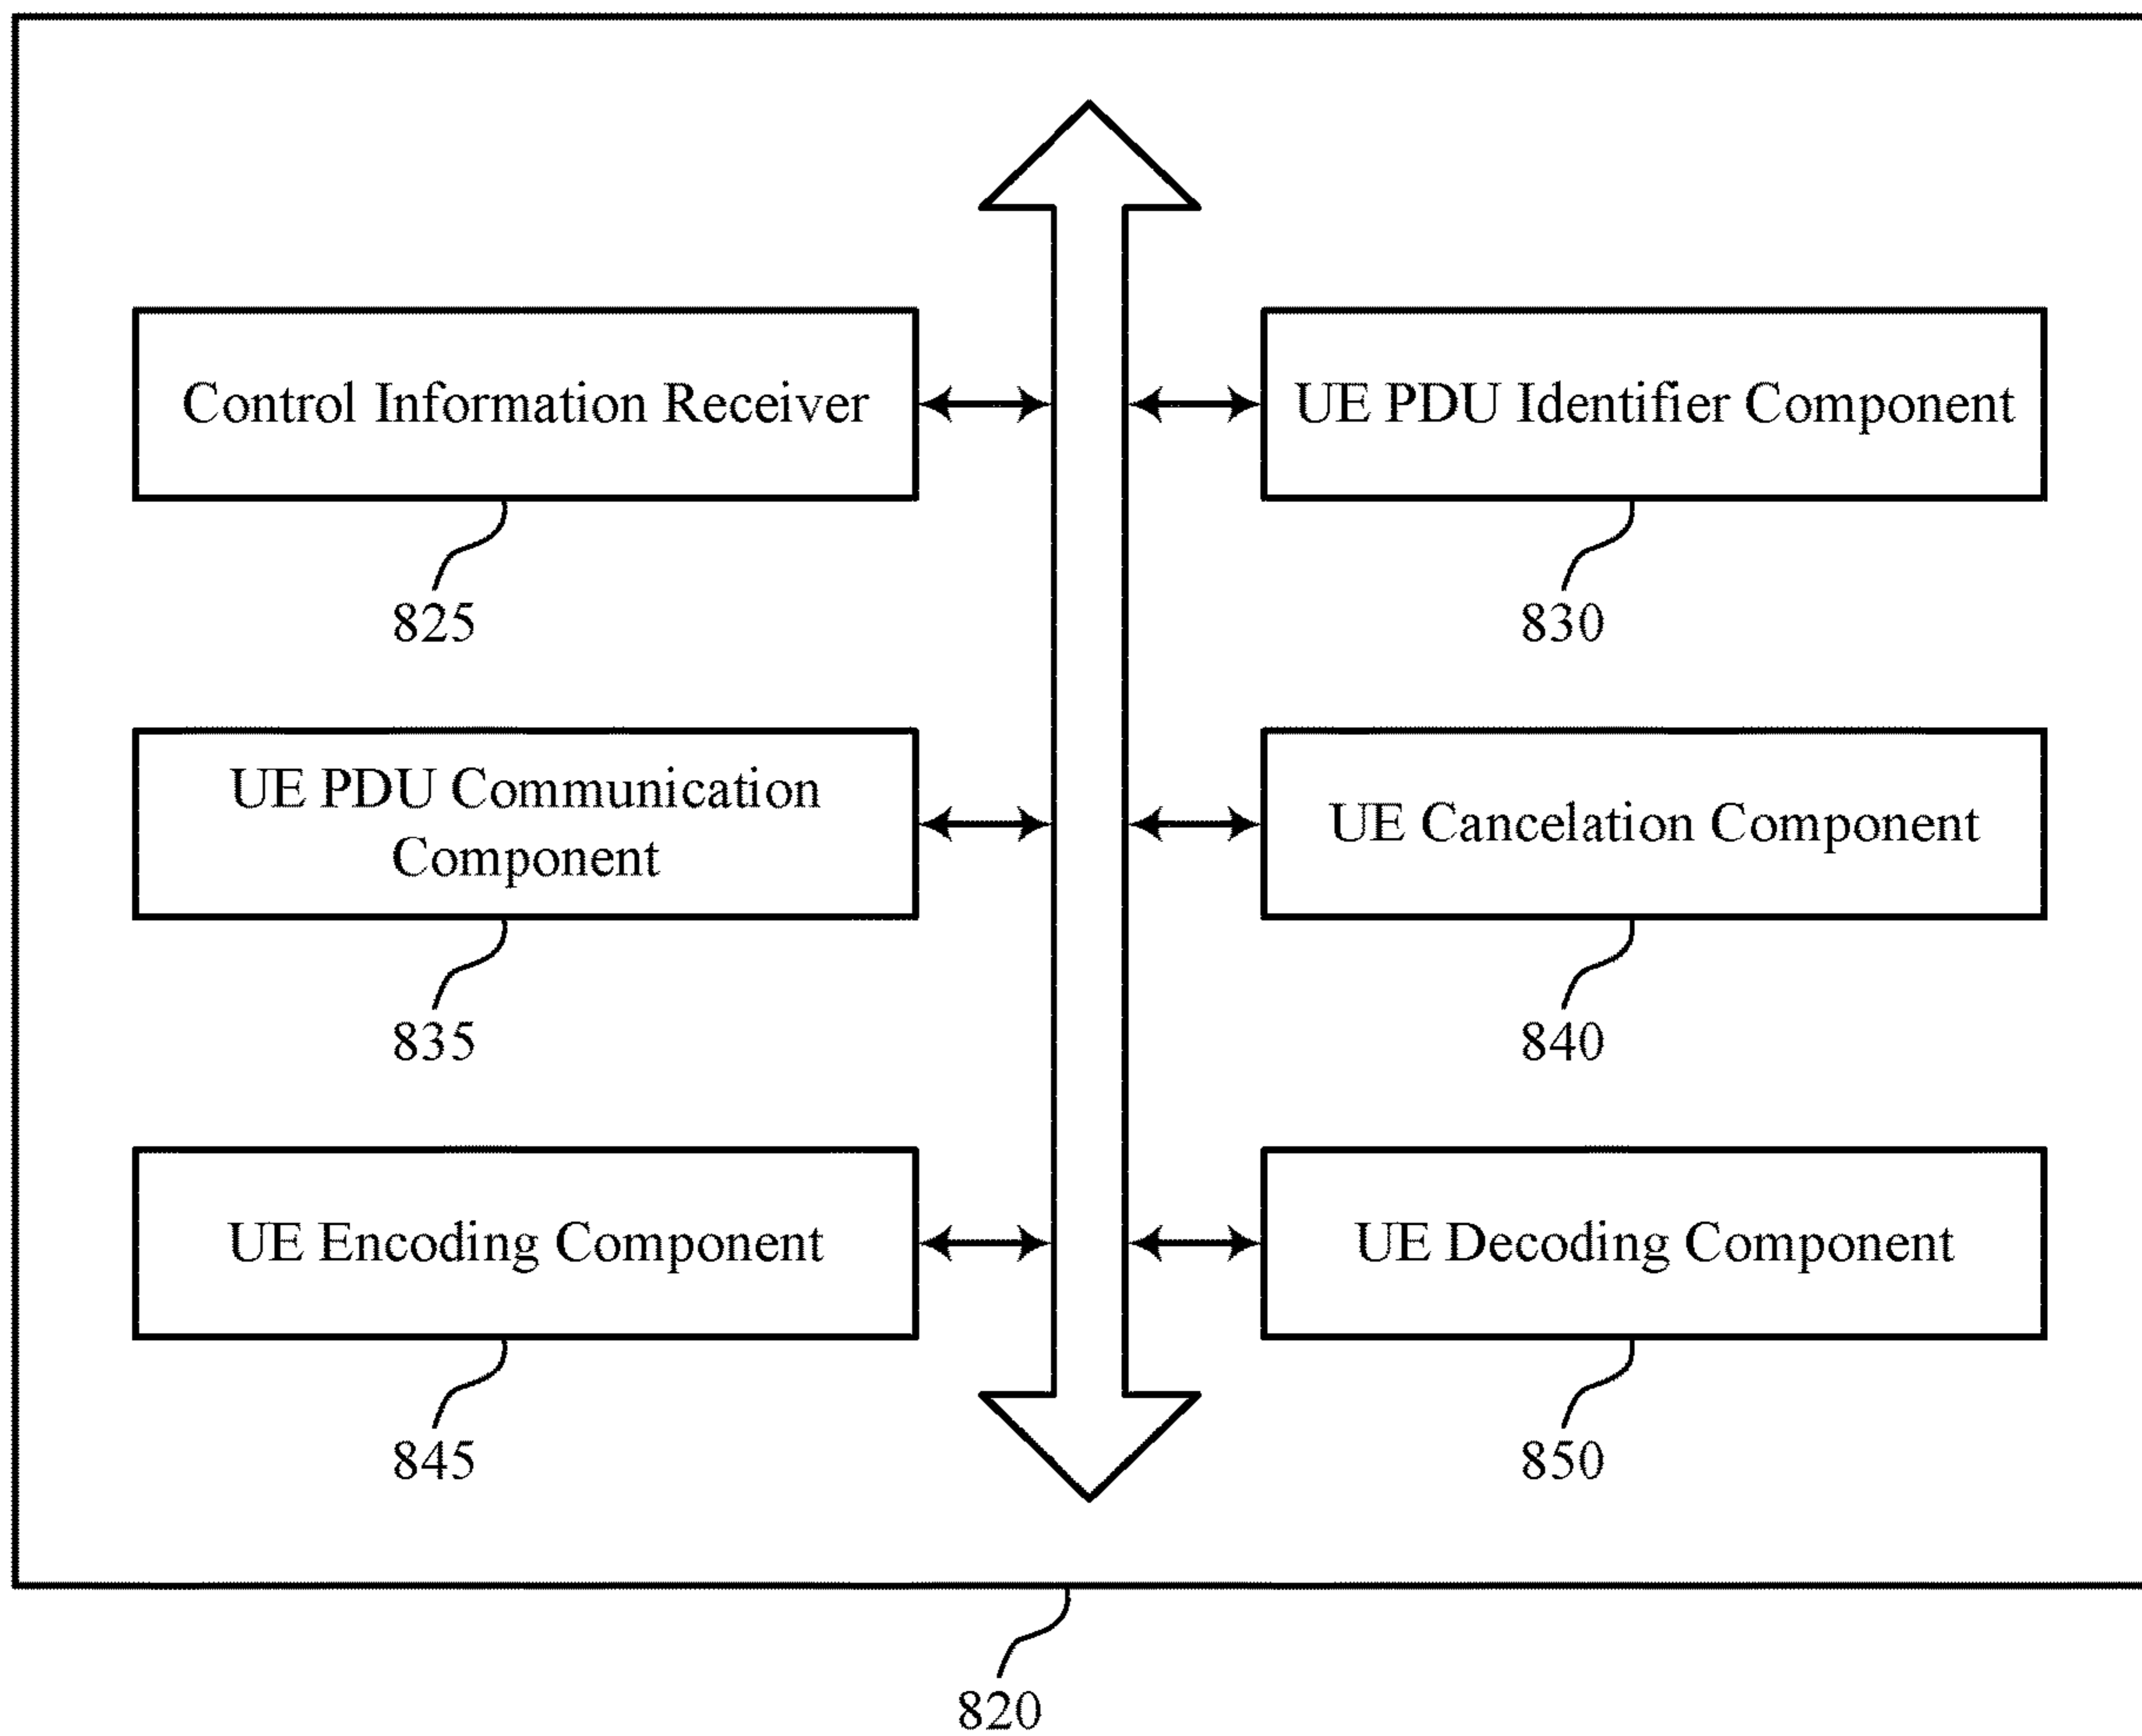 Control Information Receiver
825
UE PDU Identifier Component
830
UE PDU Communication
Component
835
UE Cancelation Component
840
UE Encoding Component
845
UE Decoding Component
850
820